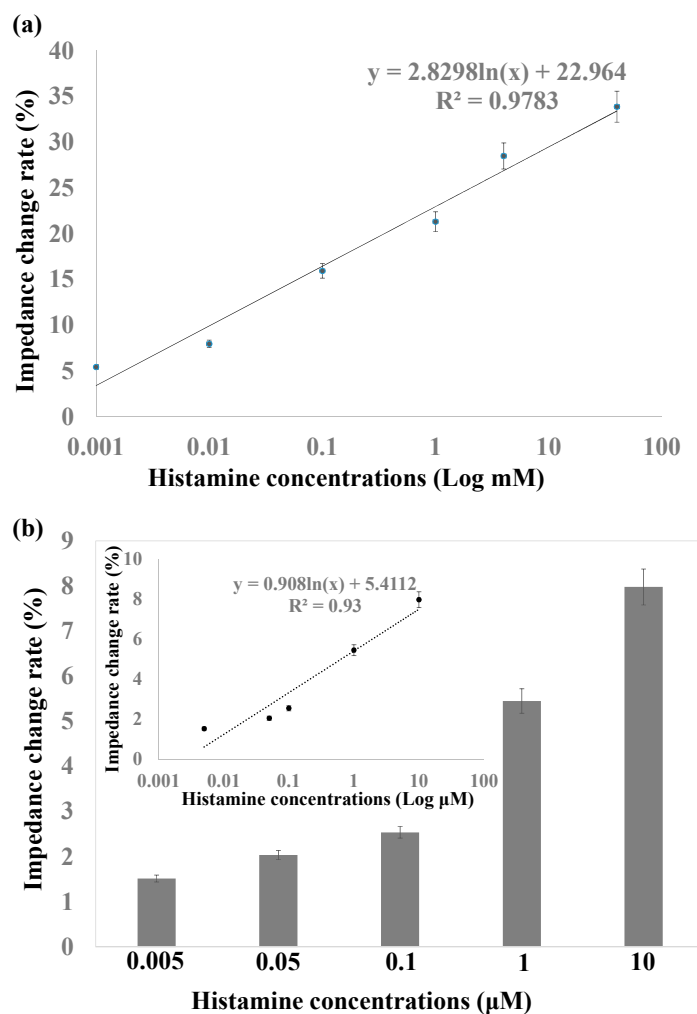 (a)
40
35
30
25
20
15
10
5
0
Impedance change rate (%)
y = 2.8298ln(x) + 22.964
R² = 0.9783
0.001 0.01 0.1 1 10 100
Histamine concentrations (Log mM)
(b)
9
8
7
6
5
4
3
2
1
0
Impedance change rate (%)
10
8
6
4
2
0
Impedance change rate (%)
y = 0.908ln(x) + 5.4112
R² = 0.93
0.001 0.01 0.1 1 10 100
Histamine concentrations (Log µM)
0.005 0.05 0.1 1 10
Histamine concentrations (µM)